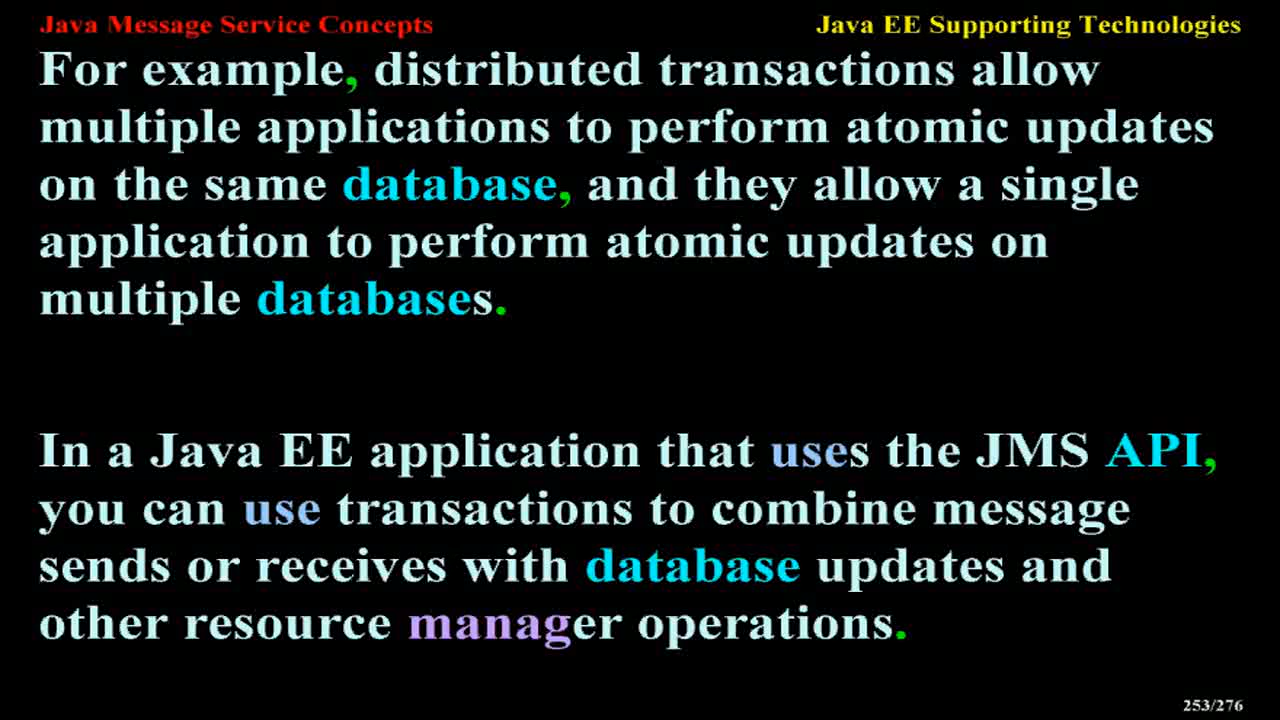 Java Message Service Concepts
Java EE Supporting Technologies
For example, distributed transactions allow
multiple applications to perform atomic updates
on the same database, and they allow a single
application to perform atomic updates on
multiple databases.
In a Java EE application that uses the JMS API,
you can use transactions to combine message
sends or receives with database updates and
other resource manager operations.
253/276